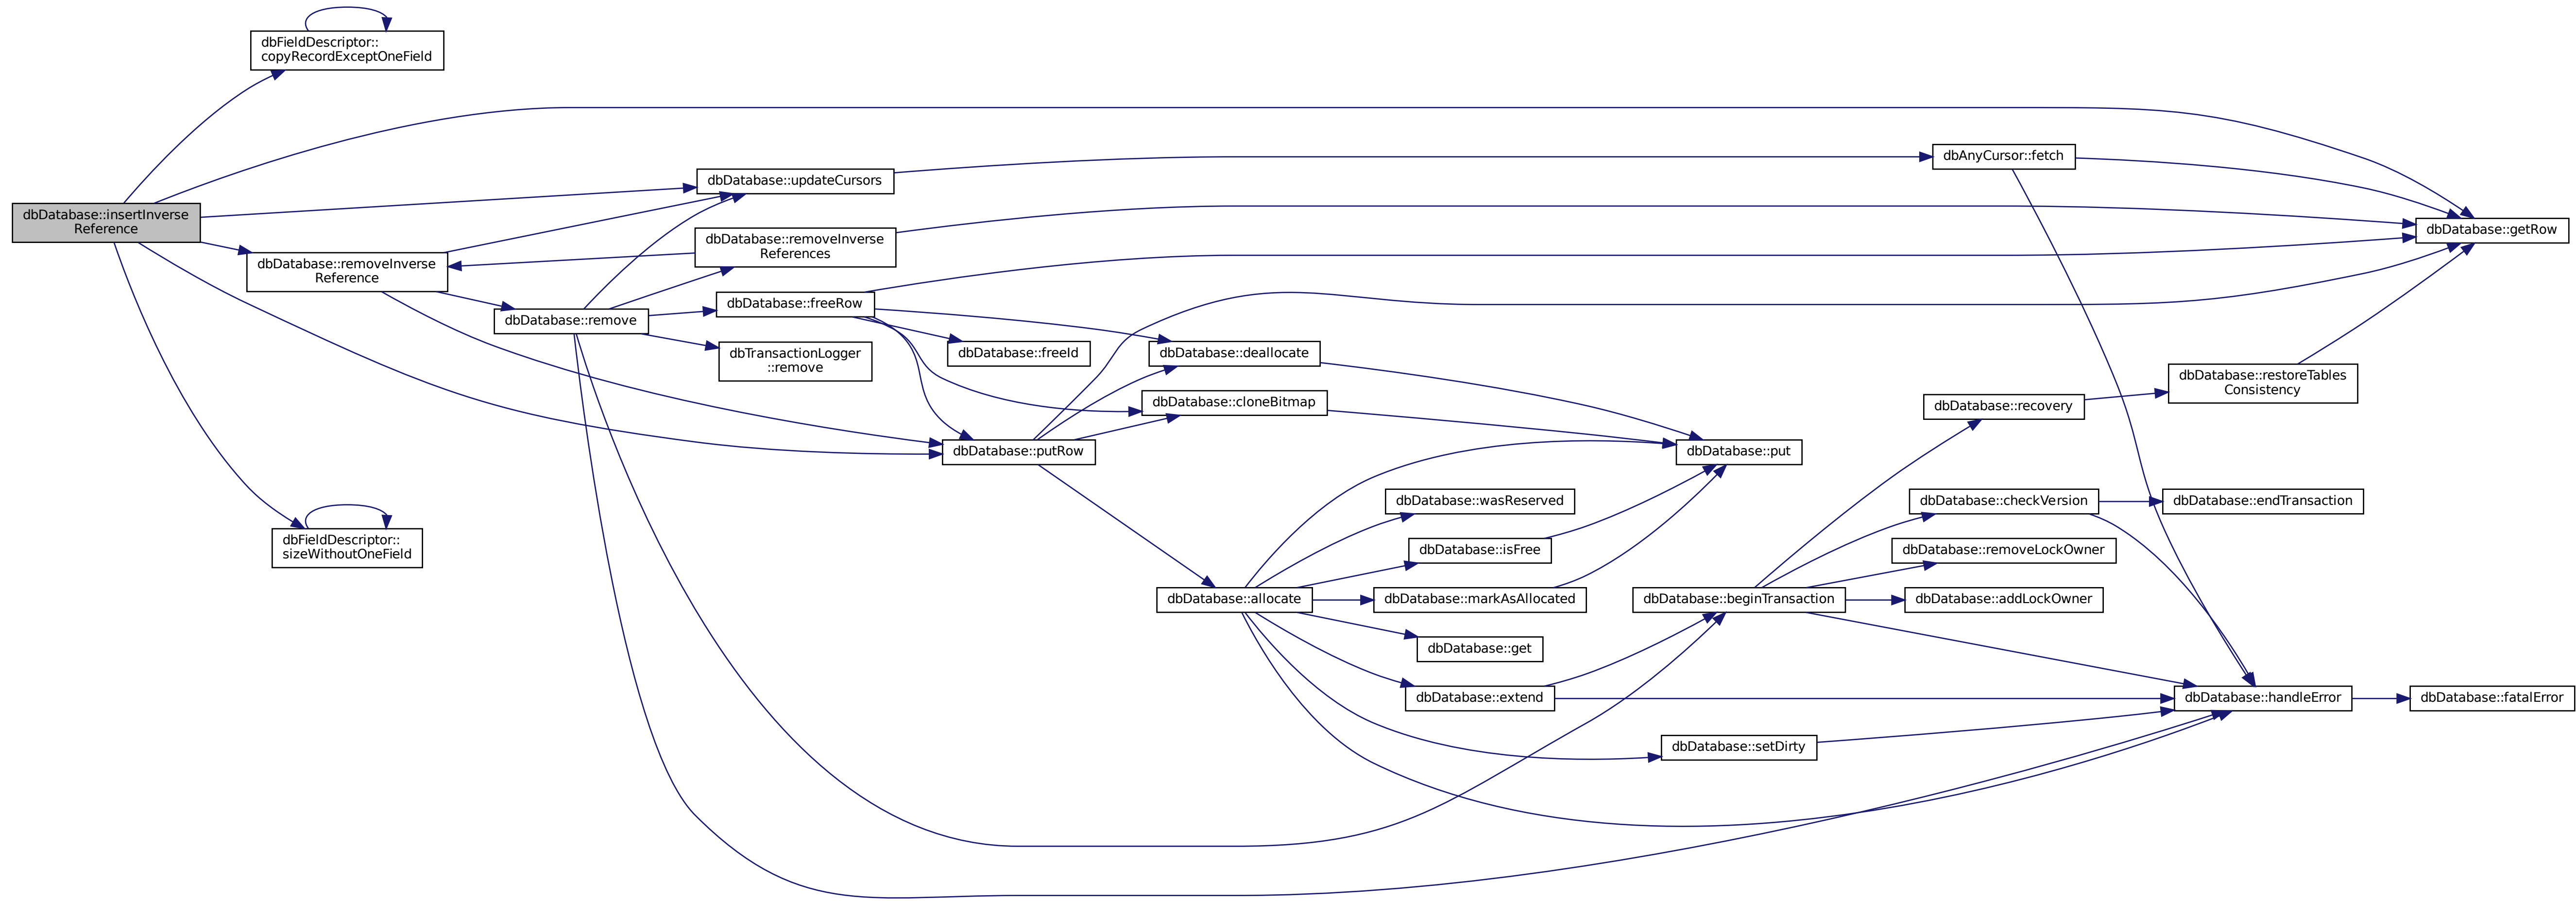 dbFieldDescriptor::
copyRecordExceptOneField
dbDatabase::insertInverse
Reference
dbDatabase::removeInverse
Reference
dbFieldDescriptor::
sizeWithoutOneField
dbDatabase::remove
dbDatabase::updateCursors
dbDatabase::removeInverse
References
dbDatabase::freeRow
dbTransactionLogger
::remove
dbDatabase::freeId
dbDatabase::putRow
dbDatabase::deallocate
dbDatabase::cloneBitmap
dbDatabase::allocate
dbDatabase::wasReserved
dbDatabase::isFree
dbDatabase::markAsAllocated
dbDatabase::get
dbDatabase::extend
dbDatabase::put
dbDatabase::beginTransaction
dbDatabase::setDirty
dbAnyCursor::fetch
dbDatabase::recovery
dbDatabase::checkVersion
dbDatabase::removeLockOwner
dbDatabase::addLockOwner
dbDatabase::restoreTables
Consistency
dbDatabase::endTransaction
dbDatabase::handleError
dbDatabase::getRow
dbDatabase::fatalError